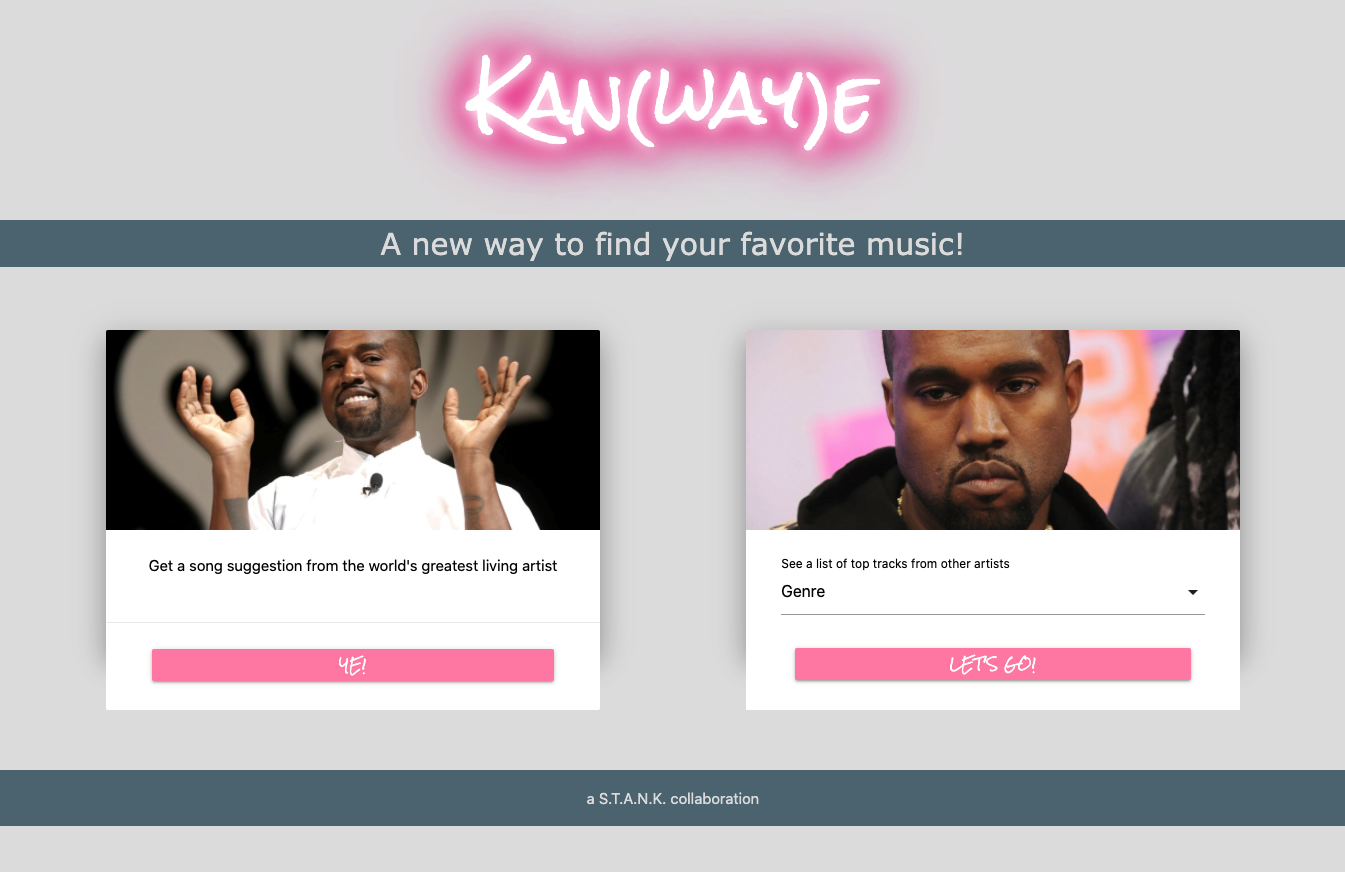 Kan(way)e
A new way to find your favorite music!
Get a song suggestion from the world's greatest living artist
See a list of top tracks from other artists
Genre
YE!
LET'S GO!
a S.T.A.N.K. collaboration